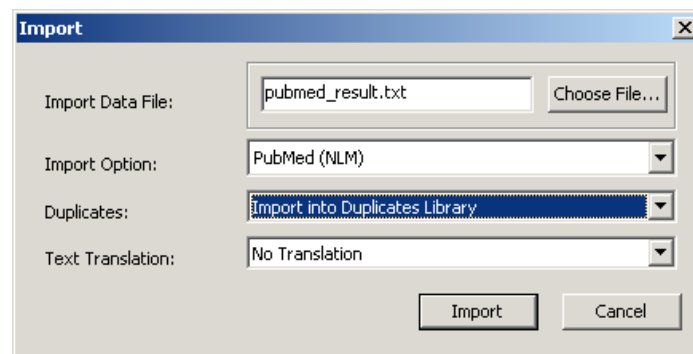 Import
Import Data File: pubmed_result.txt Choose File...
Import Option: PubMed (NLM)
Duplicates: Import into Duplicates Library
Text Translation: No Translation
Import Cancel